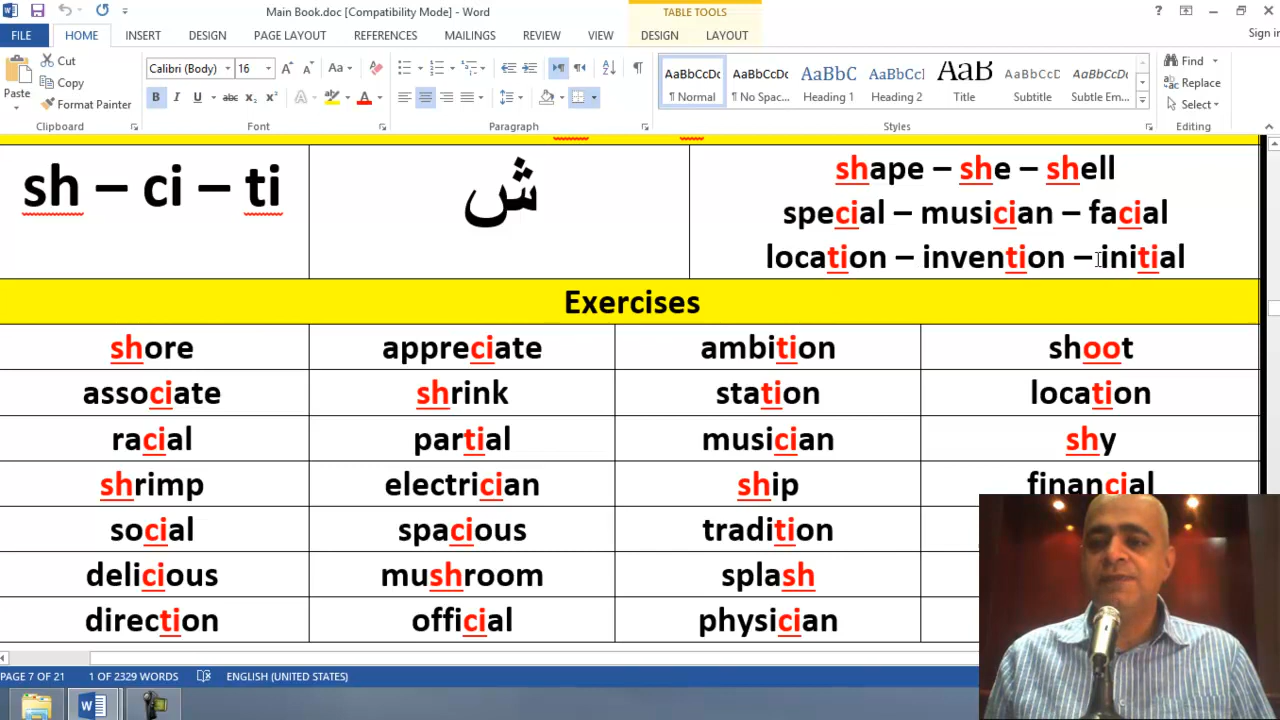 Main Book.doc [Compatibility Mode] - Word
TABLE TOOLS
?
FILE HOME INSERT DESIGN PAGE LAYOUT REFERENCES MAILINGS REVIEW VIEW DESIGN LAYOUT Sign in
Paste
Cut
Copy
Format Painter
Clipboard
Calibri (Body) 16
Font
Paragraph
AaBbCcDc AaBbCcDc AaBbC AaBbCc AaB AaBbCcD AaBbCcD
¶ Normal ¶ No Spac... Heading 1 Heading 2 Title Subtitle Subtle Em...
Styles
Find
Replace
Select
Editing
sh – ci – ti
ش
shape – she – shell
special – musician – facial
location – invention – initial
Exercises
shore appreciate ambition shoot
associate shrink station location
racial partial musician shy
shrimp electrician ship financial
social spacious tradition
delicious mushroom splash
direction official physician
PAGE 7 OF 21 1 OF 2329 WORDS ENGLISH (UNITED STATES)